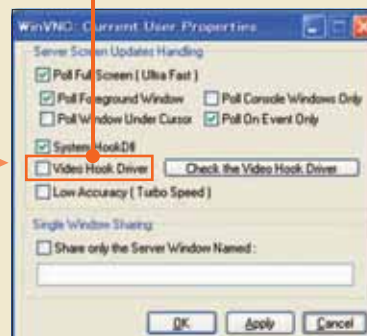 WinVNC: Current User Properties
Server Screen Updates Handling
Poll Full Screen (Ultra Fast)
Poll Foreground Window
Poll Console Windows Only
Poll Window Under Cursor
Poll On Event Only
System HookDll
Video Hook Driver
Check the Video Hook Driver
Low Accuracy (Turbo Speed)
Single Window Sharing
Share only the Server Window Named :
OK
Apply
Cancel